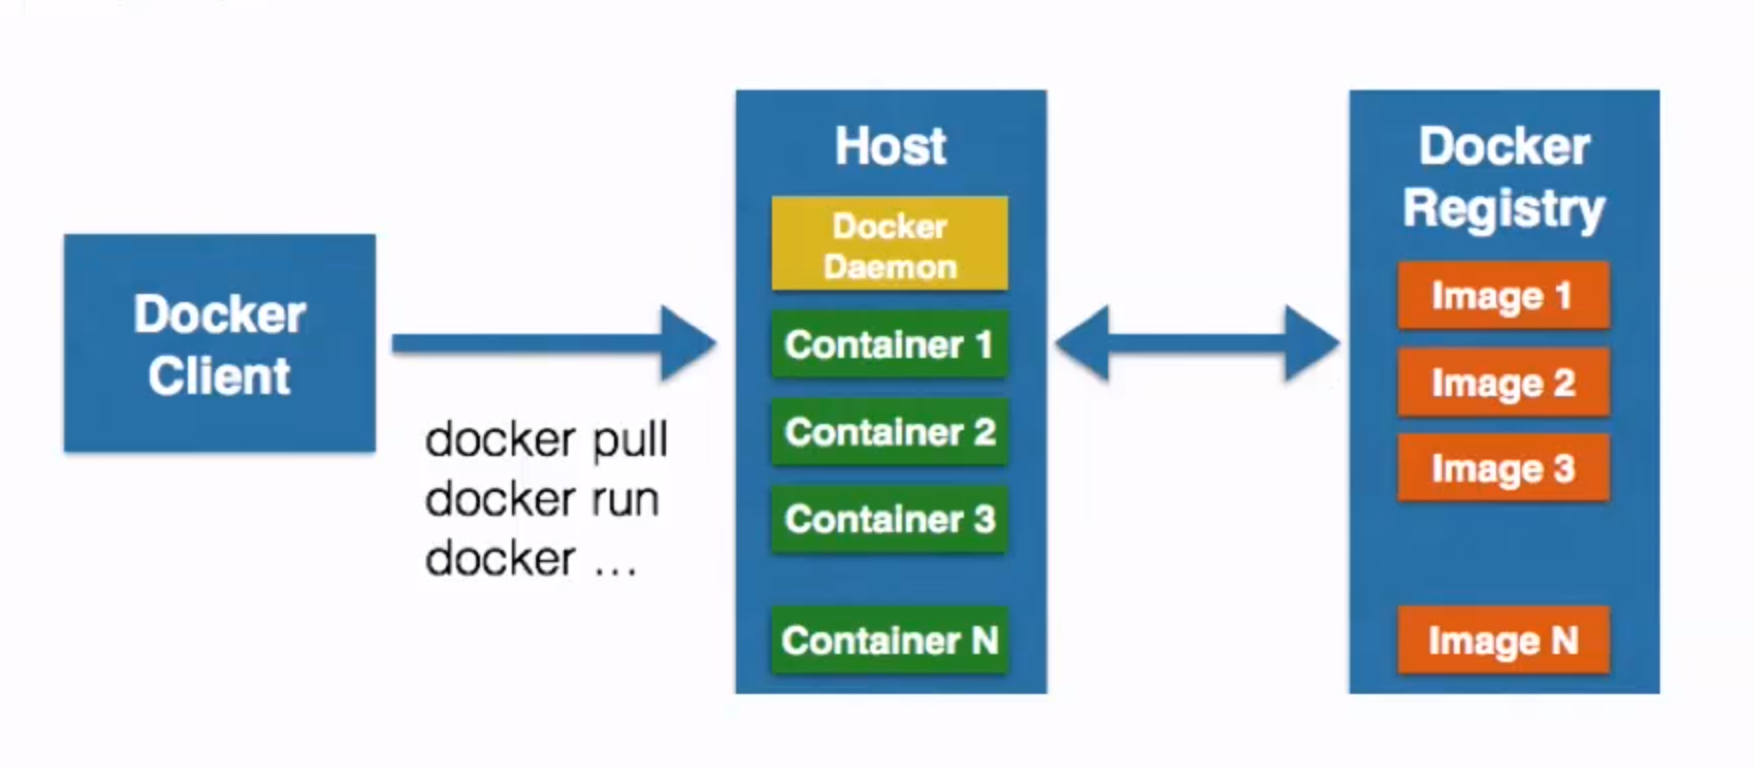 Docker
Client
docker pull
docker run
docker ...
Host
Docker
Daemon
Container 1
Container 2
Container 3
Container N
Docker
Registry
Image 1
Image 2
Image 3
Image N